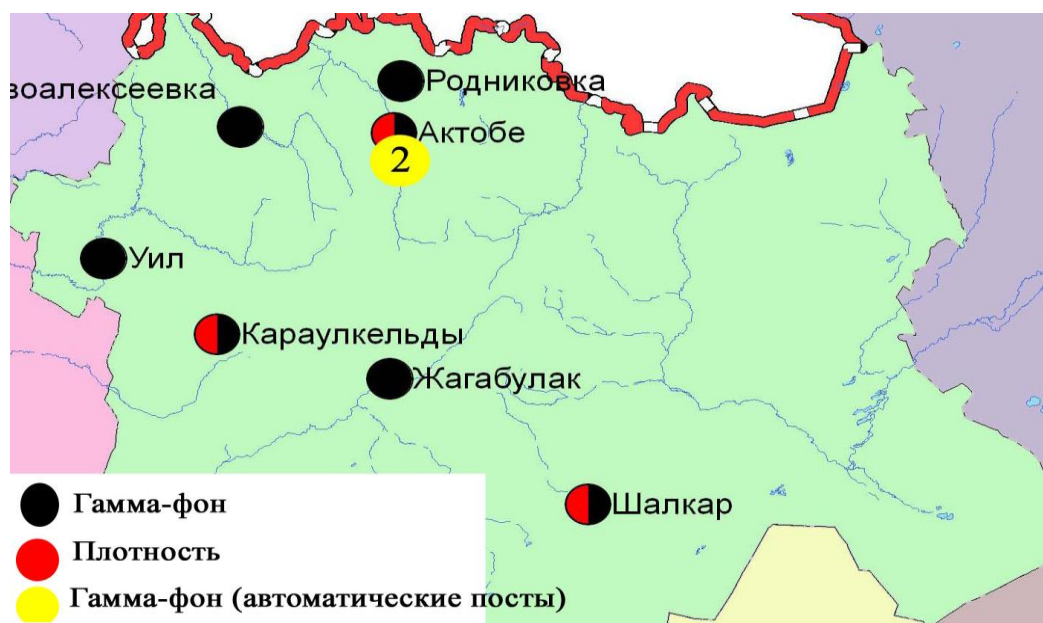 Родниковка
воалексеевка
Актобе
2
Уил
Караулкельды
Жагабулак
Шалкар
Гамма-фон
Плотность
Гамма-фон (автоматические посты)